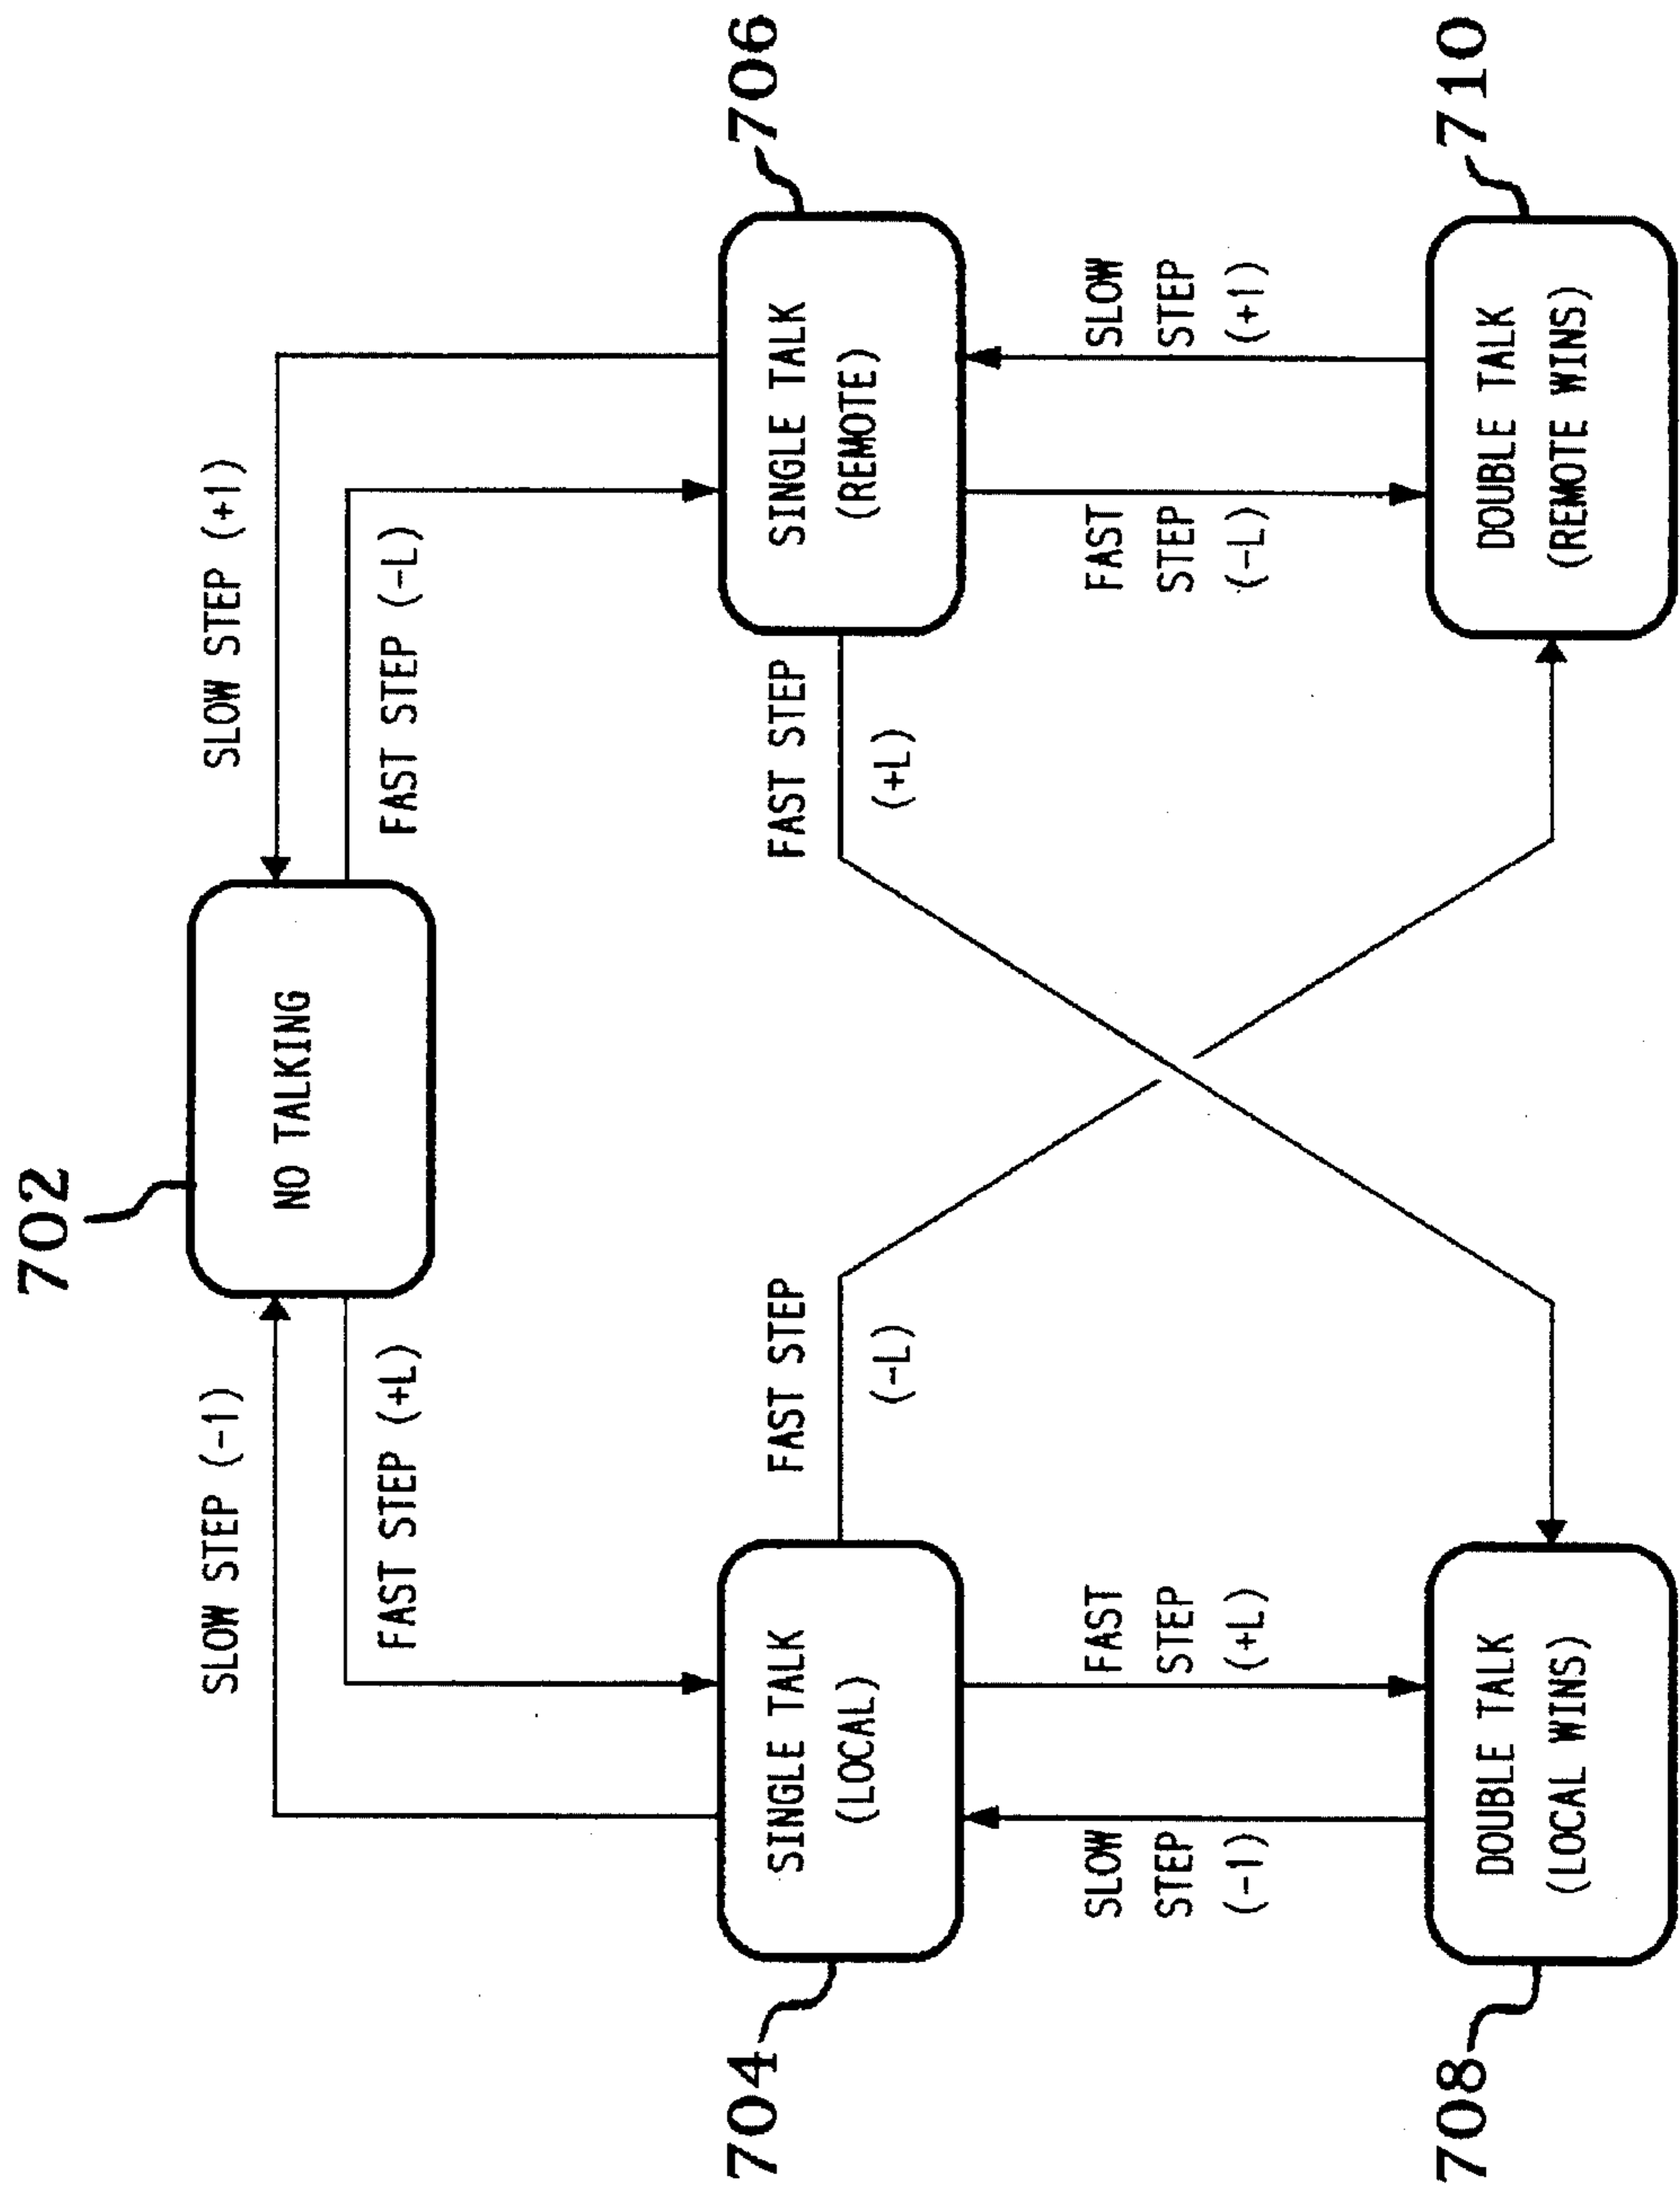 702
NO TALKING
SLOW STEP (-1)
SLOW STEP (+1)
FAST STEP (+L)
FAST STEP (-L)
704
SINGLE TALK
(LOCAL)
FAST STEP
(-L)
FAST STEP
(+L)
SINGLE TALK
(REMOTE)
706
SLOW
STEP
(-1)
FAST
STEP
(+L)
FAST
STEP
(-L)
SLOW
STEP
(+1)
708
DOUBLE TALK
(LOCAL WINS)
DOUBLE TALK
(REMOTE WINS)
710